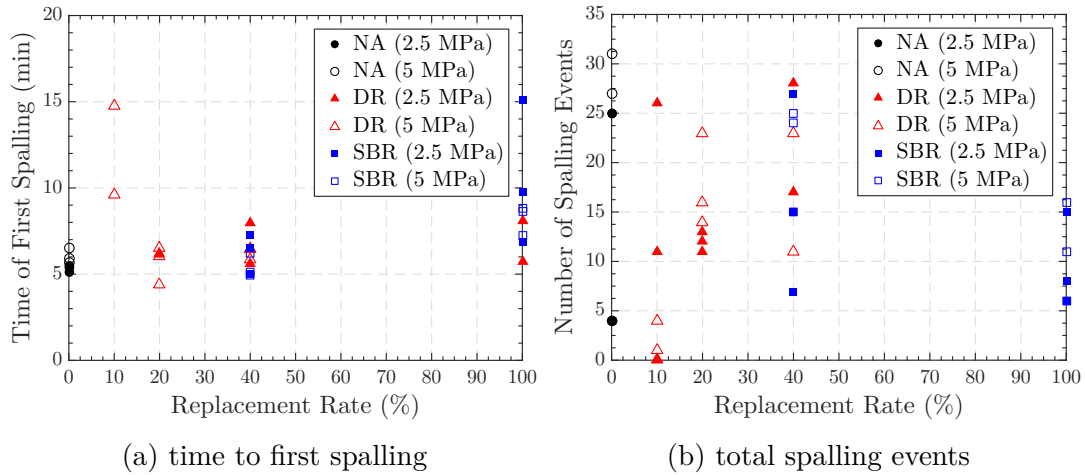 Time of First Spalling (min)
20
15
10
5
0
NA (2.5 MPa)
NA (5 MPa)
DR (2.5 MPa)
DR (5 MPa)
SBR (2.5 MPa)
SBR (5 MPa)
0 10 20 30 40 50 60 70 80 90 100
Replacement Rate (%)
(a) time to first spalling
Number of Spalling Events
35
30
25
20
15
10
5
0
NA (2.5 MPa)
NA (5 MPa)
DR (2.5 MPa)
DR (5 MPa)
SBR (2.5 MPa)
SBR (5 MPa)
0 10 20 30 40 50 60 70 80 90 100
Replacement Rate (%)
(b) total spalling events